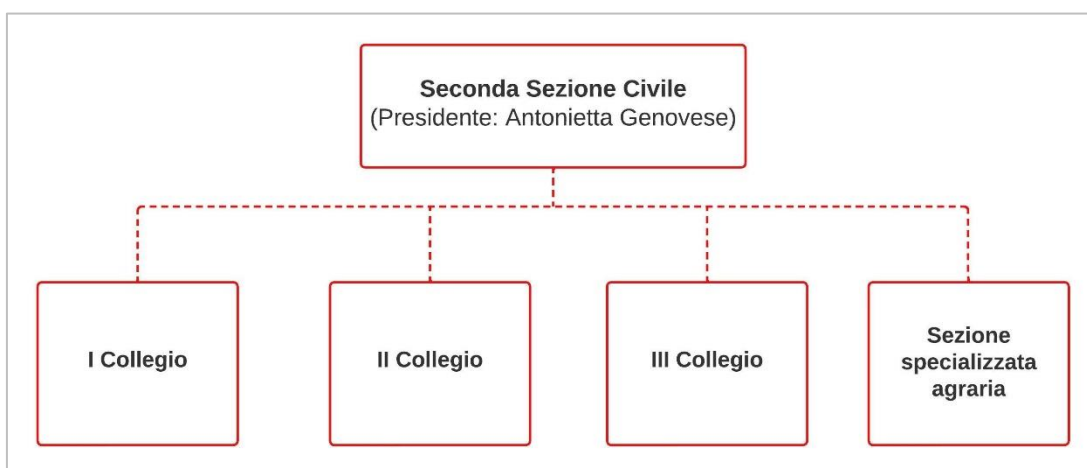 Seconda Sezione Civile
(Presidente: Antonietta Genovese)
I Collegio
II Collegio
III Collegio
Sezione
specializzata
agraria